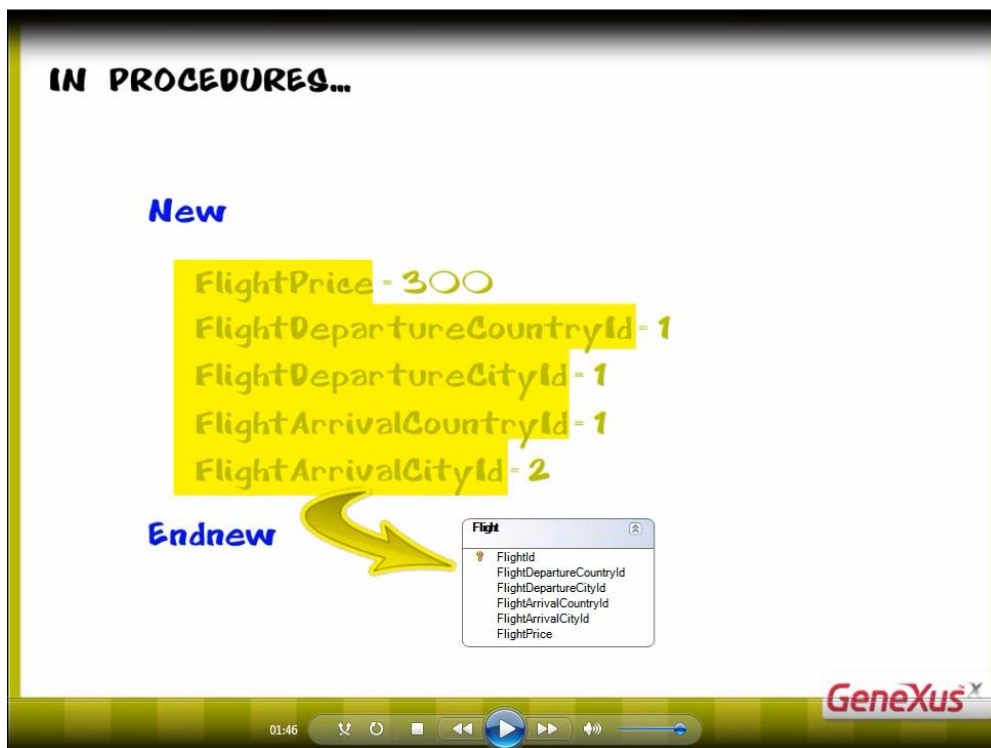 IN PROCEDURES...
New
FlightPrice = 300
FlightDepartureCountryId = 1
FlightDepartureCityId = 1
FlightArrivalCountryId = 1
FlightArrivalCityId = 2
Endnew
Flight
FlightId
FlightDepartureCountryId
FlightDepartureCityId
FlightArrivalCountryId
FlightArrivalCityId
FlightPrice
GeneXus X
01:46